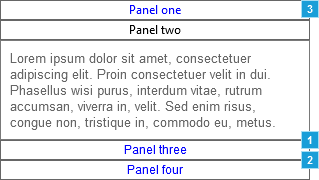 Panel one
3
Panel two
Lorem ipsum dolor sit amet, consectetuer
adipiscing elit. Proin consectetuer velit in dui.
Phasellus wisi purus, interdum vitae, rutrum
accumsan, viverra in, velit. Sed enim risus,
congue non, tristique in, commodo eu, metus.
1
Panel three
2
Panel four